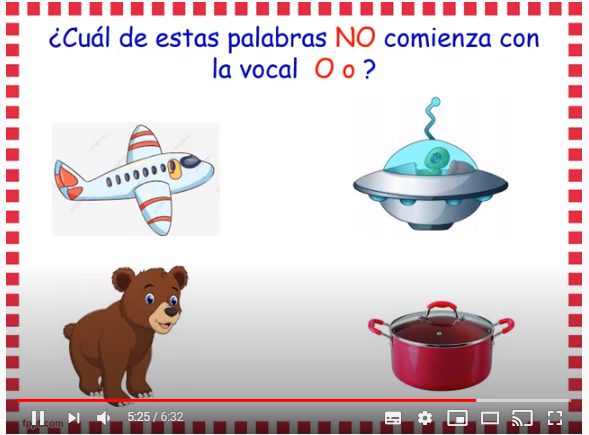 ¿Cuál de estas palabras NO comienza con
la vocal O o ?
5:25 / 6:32